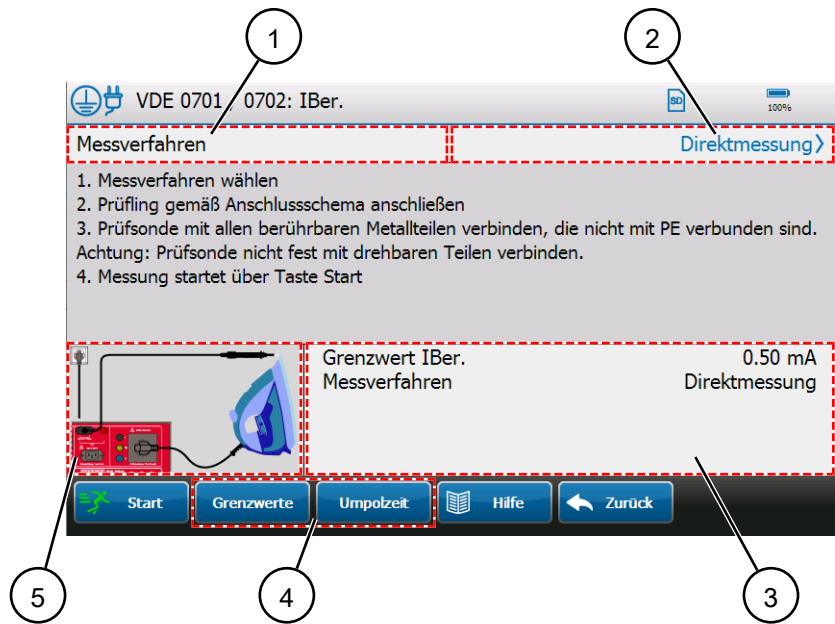 1
2
VDE 0701 / 0702: IBer.
SD
100%
Messverfahren
Direktmessung
1. Messverfahren wählen
2. Prüfling gemäß Anschlussschema anschließen
3. Prüfsonde mit allen berührbaren Metallteilen verbinden, die nicht mit PE verbunden sind.
Achtung: Prüfsonde nicht fest mit drehbaren Teilen verbinden.
4. Messung startet über Taste Start
Grenzwert IBer. 0.50 mA
Messverfahren Direktmessung
Start
Grenzwerte
Umpolzeit
Hilfe
Zurück
5
4
3